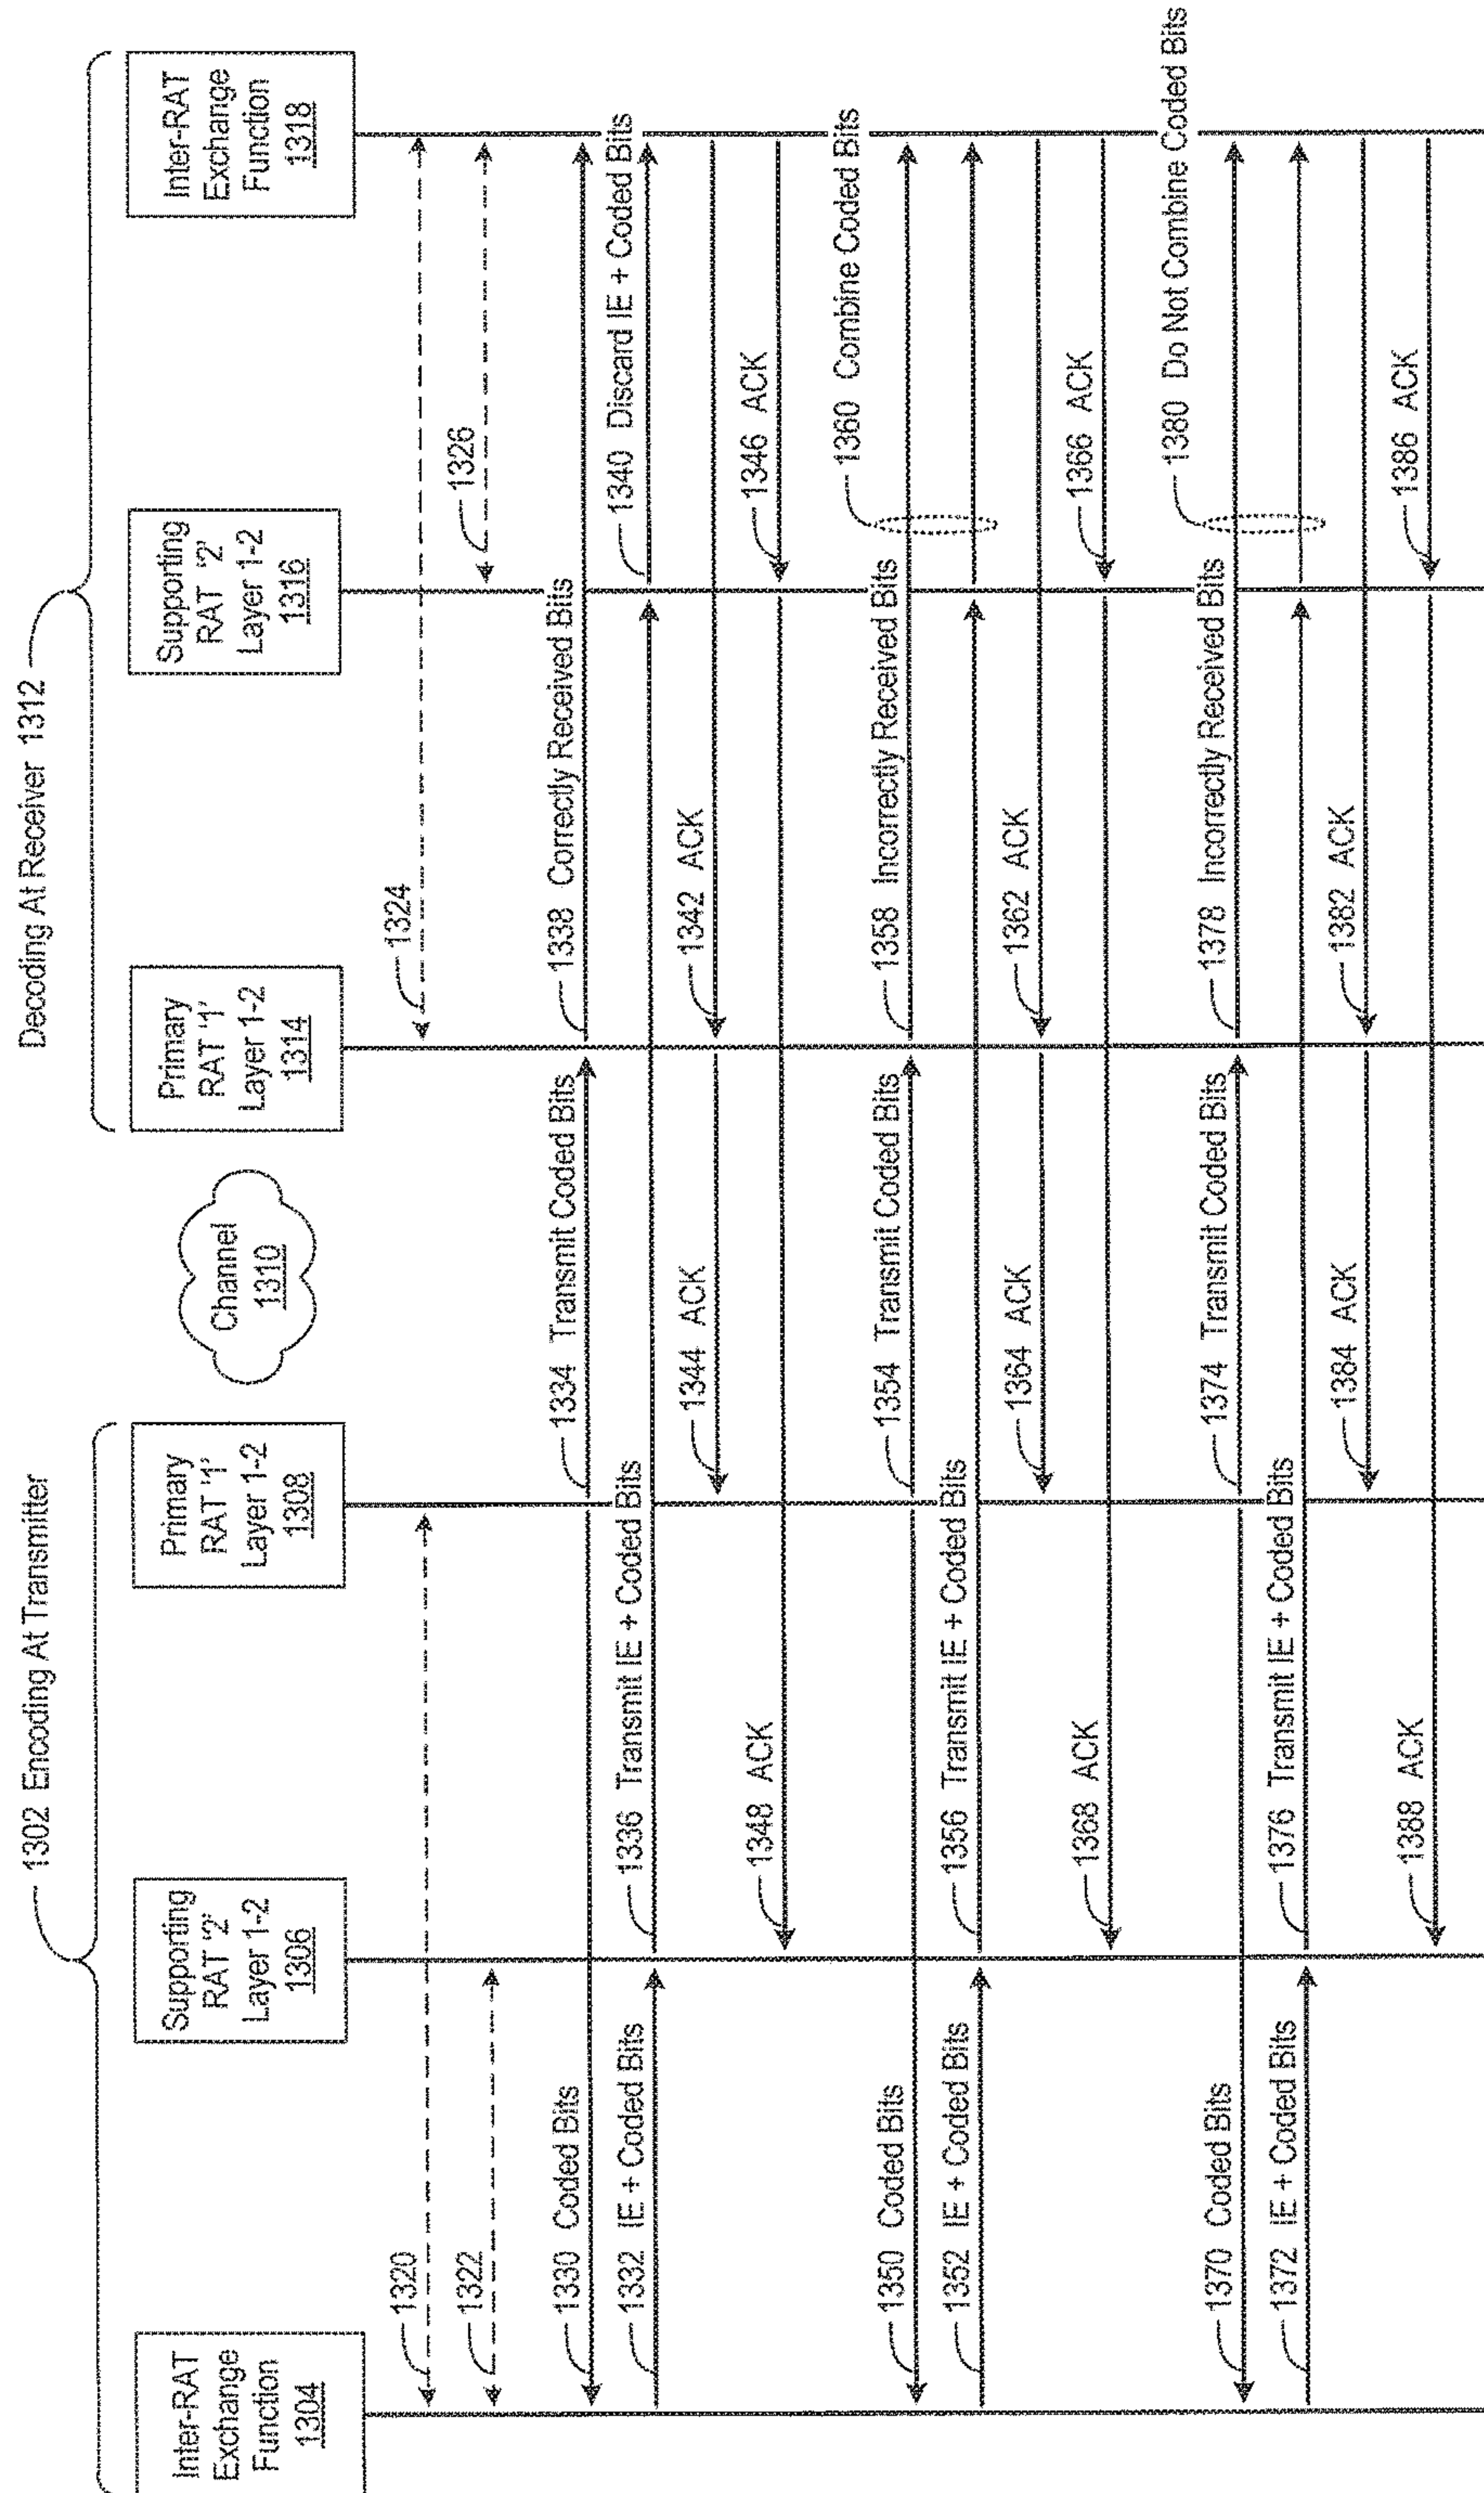 1302 Encoding At Transmitter
Decoding At Receiver 1312
Inter-RAT
Exchange
Function
1304
Supporting
RAT '2'
Layer 1-2
1306
Primary
RAT '1'
Layer 1-2
1308
Channel
1310
Primary
RAT '1'
Layer 1-2
1314
Supporting
RAT '2'
Layer 1-2
1316
Inter-RAT
Exchange
Function
1318
1320
1324
1322
1326
1330 Coded Bits
1334 Transmit Coded Bits
1338 Correctly Received Bits
1332 IE + Coded Bits
1336 Transmit IE + Coded Bits
1340 Discard IE + Coded Bits
1344 ACK
1342 ACK
1348 ACK
1346 ACK
1350 Coded Bits
1354 Transmit Coded Bits
1358 Incorrectly Received Bits
1360 Combine Coded Bits
1352 IE + Coded Bits
1356 Transmit IE + Coded Bits
1364 ACK
1362 ACK
1368 ACK
1366 ACK
1370 Coded Bits
1374 Transmit Coded Bits
1378 Incorrectly Received Bits
1380 Do Not Combine Coded Bits
1372 IE + Coded Bits
1376 Transmit IE + Coded Bits
1384 ACK
1382 ACK
1388 ACK
1386 ACK